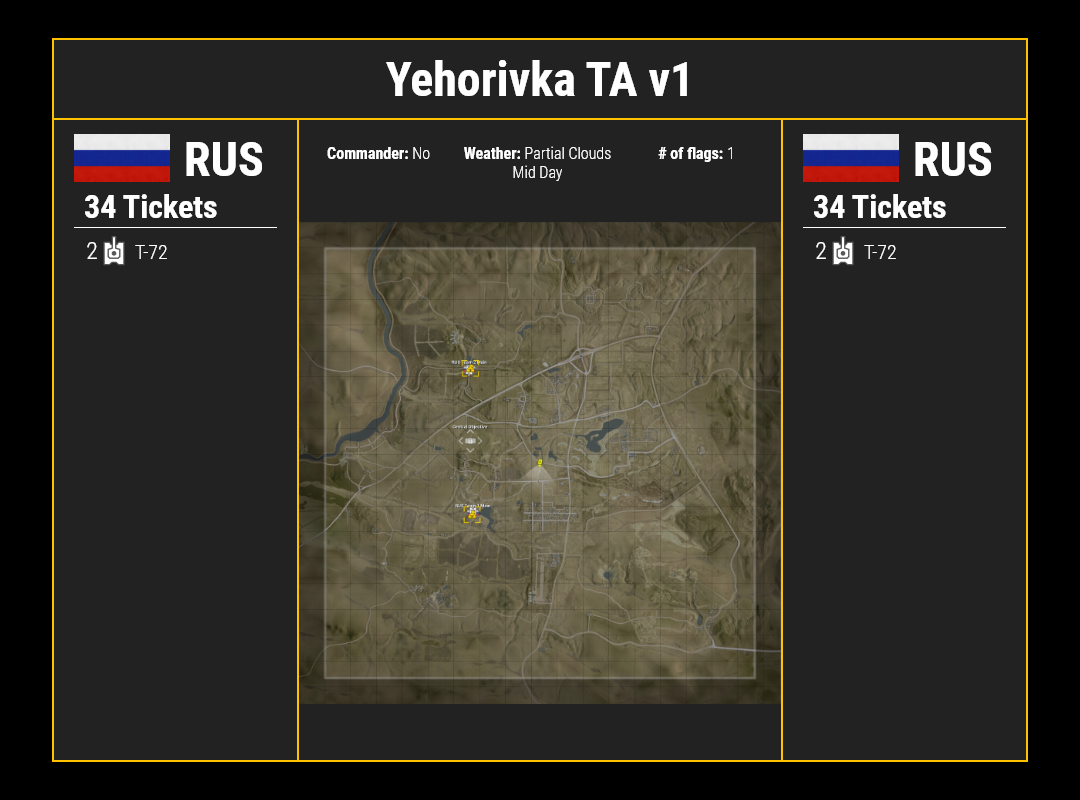 Yehorivka TA v1
RUS
34 Tickets
2 T-72
Commander: No
Weather: Partial Clouds
Mid Day
# of flags: 1
Central Objective
RUS
34 Tickets
2 T-72